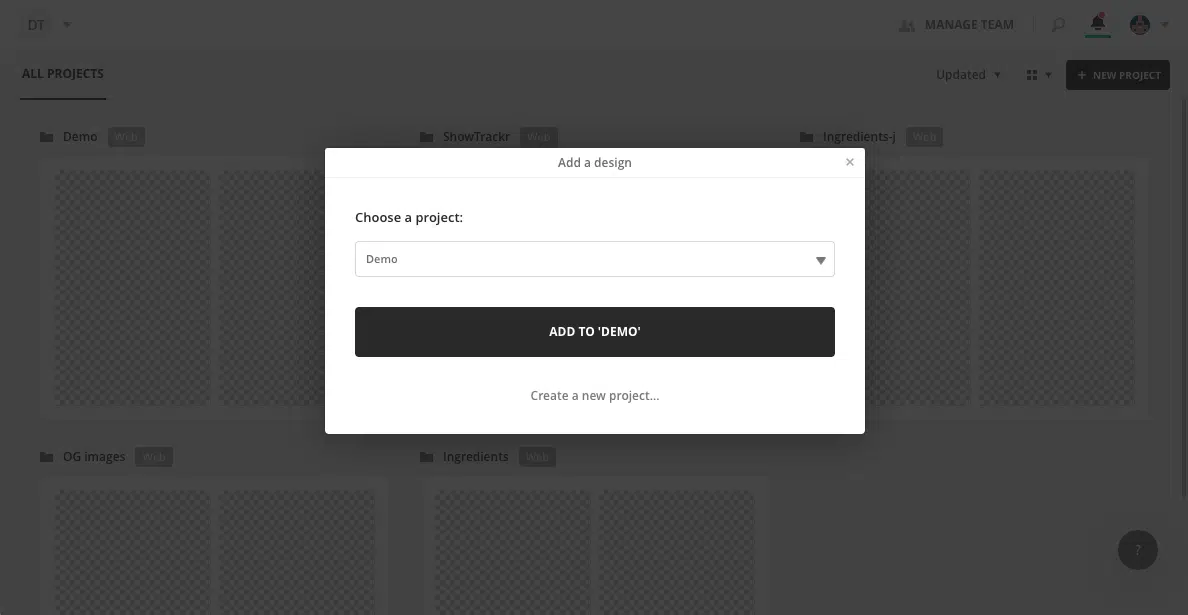 DT
MANAGE TEAM
ALL PROJECTS
Updated
+ NEW PROJECT
Demo Web
ShowTrackr Web
Ingredients-j Web
Add a design ×
Choose a project:
Demo
ADD TO 'DEMO'
Create a new project...
OG images Web
Ingredients Web
?